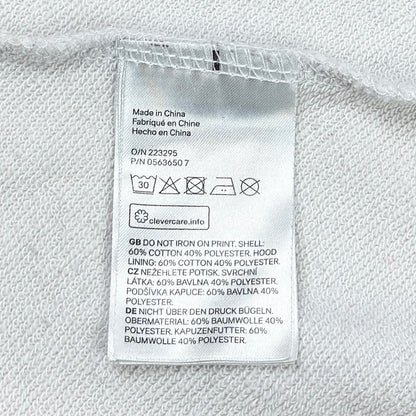 Made in China
Fabriqué en Chine
Hecho en China
O/N 223295
P/N 0563650 7
30
clevercare.info
GB DO NOT IRON ON PRINT. SHELL:
60% COTTON 40% POLYESTER. HOOD
LINING: 60% COTTON 40% POLYESTER.
CZ NEŽEHLETE POTISK. SVRCHNÍ
LÁTKA: 60% BAVLNA 40% POLYESTER.
PODŠÍVKA KAPUCE: 60% BAVLNA 40%
POLYESTER.
DE NICHT ÜBER DEN DRUCK BÜGELN.
OBERMATERIAL: 60% BAUMWOLLE 40%
POLYESTER. KAPUZENFUTTER: 60%
BAUMWOLLE 40% POLYESTER.